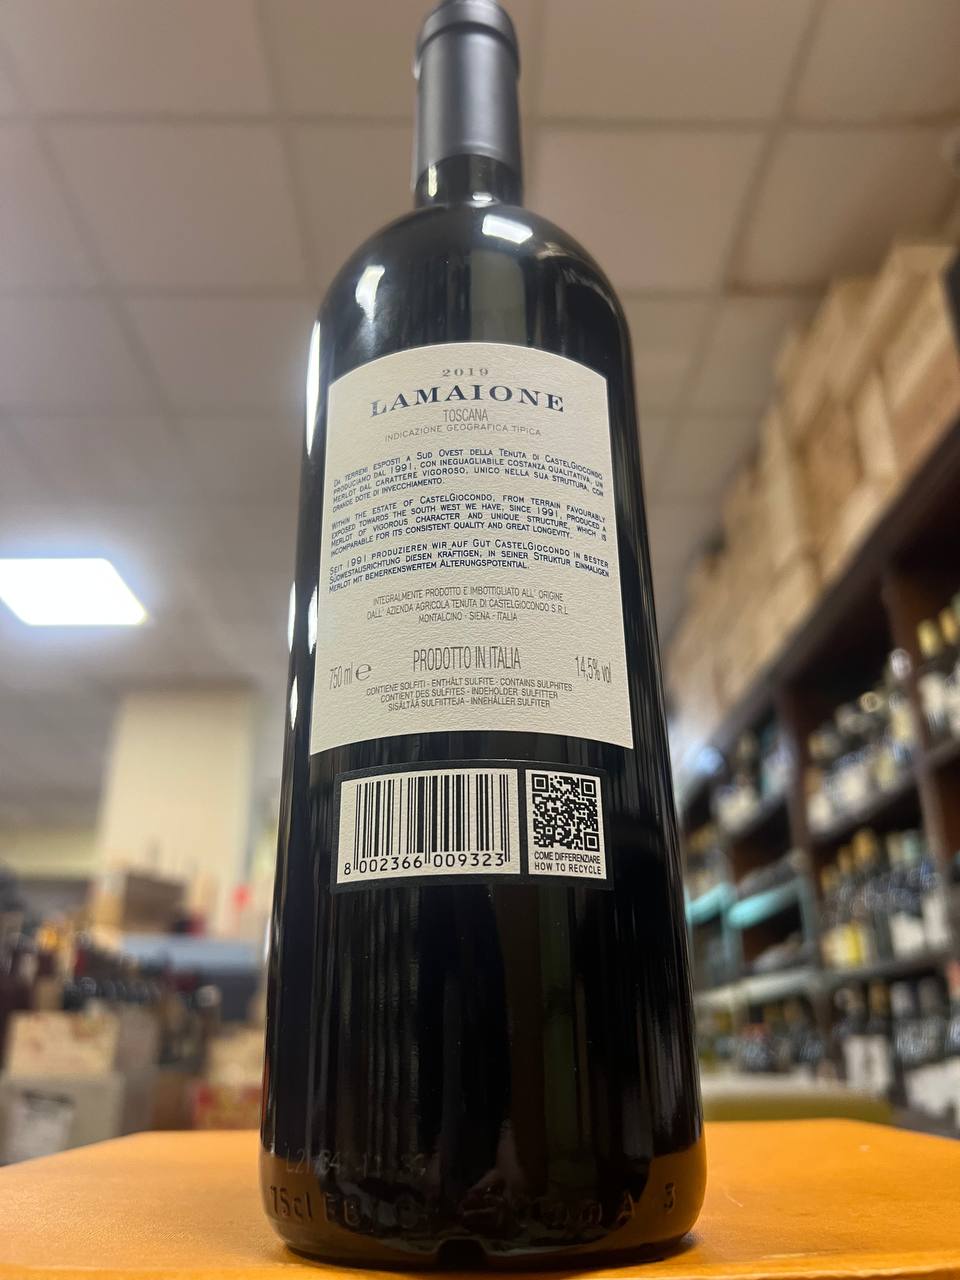 2019
LAMAIONE
TOSCANA
INDICAZIONE GEOGRAFICA TIPICA
DA TERRENI ESPOSTI A SUD OVEST DELLA TENUTA DI CASTELGIOCONDO
PRODUCIAMO DAL 1991, CON INEGUAGLIABILE COSTANZA QUALITATIVA, UN
MERLOT DAL CARATTERE VIGOROSO, UNICO NELLA SUA STRUTTURA, CON
GRANDE DOTE DI INVECCHIAMENTO.
WITHIN THE ESTATE OF CASTELGIOCONDO, FROM TERRAIN FAVOURABLY
EXPOSED TOWARDS THE SOUTH WEST WE HAVE, SINCE 1991, PRODUCED A
MERLOT OF VIGOROUS CHARACTER AND UNIQUE STRUCTURE, WHICH IS
INCOMPARABLE FOR ITS CONSISTENT QUALITY AND GREAT LONGEVITY.
SEIT 1991 PRODUZIEREN WIR AUF GUT CASTELGIOCONDO IN BESTER
SÜDWESTAUSRICHTUNG DIESEN KRÄFTIGEN, IN SEINER STRUKTUR EINMALIGEN
MERLOT MIT BEMERKENSWERTEM ALTERUNGSPOTENTIAL.
INTEGRALMENTE PRODOTTO E IMBOTTIGLIATO ALL' ORIGINE
DALL' AZIENDA AGRICOLA TENUTA DI CASTELGIOCONDO S.R.L
MONTALCINO - SIENA - ITALIA
750 ml e PRODOTTO IN ITALIA 14,5% vol
CONTIENE SOLFITI - ENTHÄLT SULFITE - CONTAINS SULPHITES
CONTIENT DES SULFITES - INDEHOLDER SULFITTER
SISÄLTÄÄ SULFIITTEJA - INNEHÅLLER SULFITER
8 002366 009323
COME DIFFERENZIARE
HOW TO RECYCLE
75cl